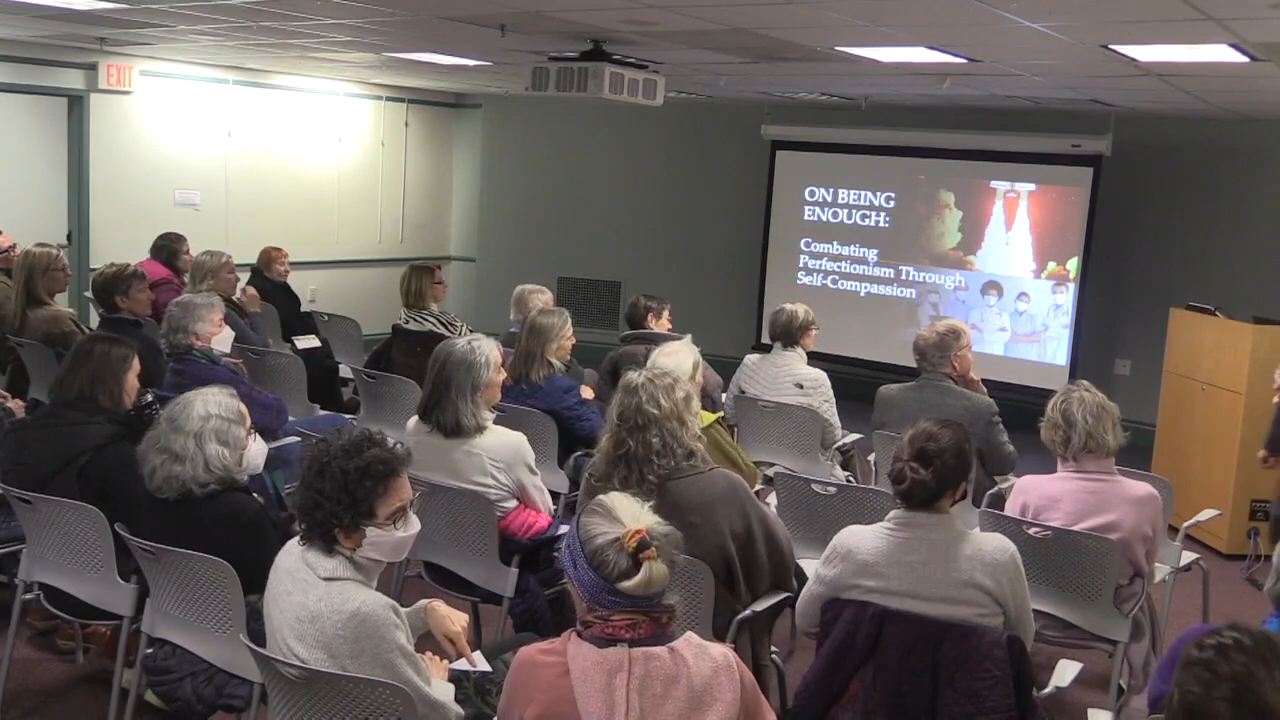 EXIT
ON BEING
ENOUGH:
Combating
Perfectionism Through
Self-Compassion